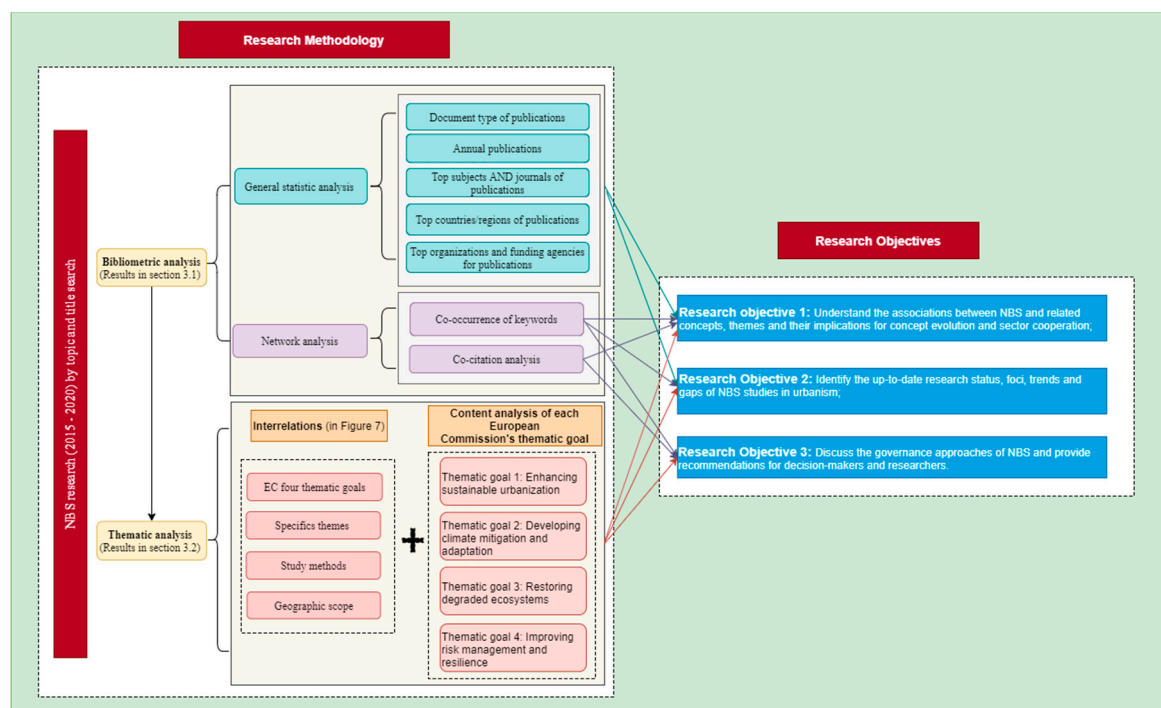 Research Methodology
NBS research (2015 - 2020) by topic and title search
Bibliometric analysis
(Results in section 3.1)
General statistic analysis
Document type of publications
Annual publications
Top subjects AND journals of
publications
Top countries/regions of publications
Top organizations and funding agencies
for publications
Network analysis
Co-occurrence of keywords
Co-citation analysis
Thematic analysis
(Results in section 3.2)
Interrelations (in Figure 7)
EC four thematic goals
Specifics themes
Study methods
Geographic scope
Content analysis of each
European
Commission's thematic goal
Thematic goal 1: Enhancing
sustainable urbanization
Thematic goal 2: Developing
climate mitigation and
adaptation
Thematic goal 3: Restoring
degraded ecosystems
Thematic goal 4: Improving
risk management and
resilience
Research Objectives
Research objective 1: Understand the associations between NBS and related
concepts, themes and their implications for concept evolution and sector cooperation;
Research Objective 2: Identify the up-to-date research status, foci, trends and
gaps of NBS studies in urbanism;
Research Objective 3: Discuss the governance approaches of NBS and provide
recommendations for decision-makers and researchers.